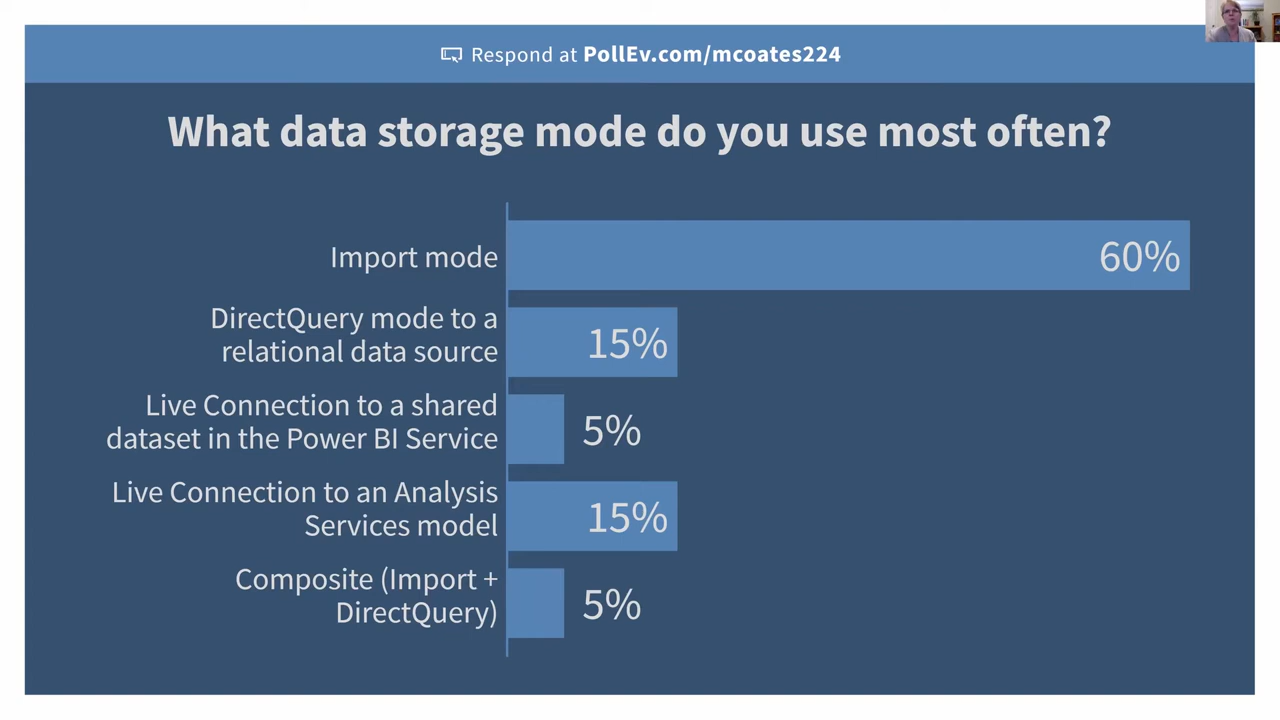 Respond at PollEv.com/mcoates224
What data storage mode do you use most often?
Import mode
60%
DirectQuery mode to a
relational data source
15%
Live Connection to a shared
dataset in the Power BI Service
5%
Live Connection to an Analysis
Services model
15%
Composite (Import +
DirectQuery)
5%